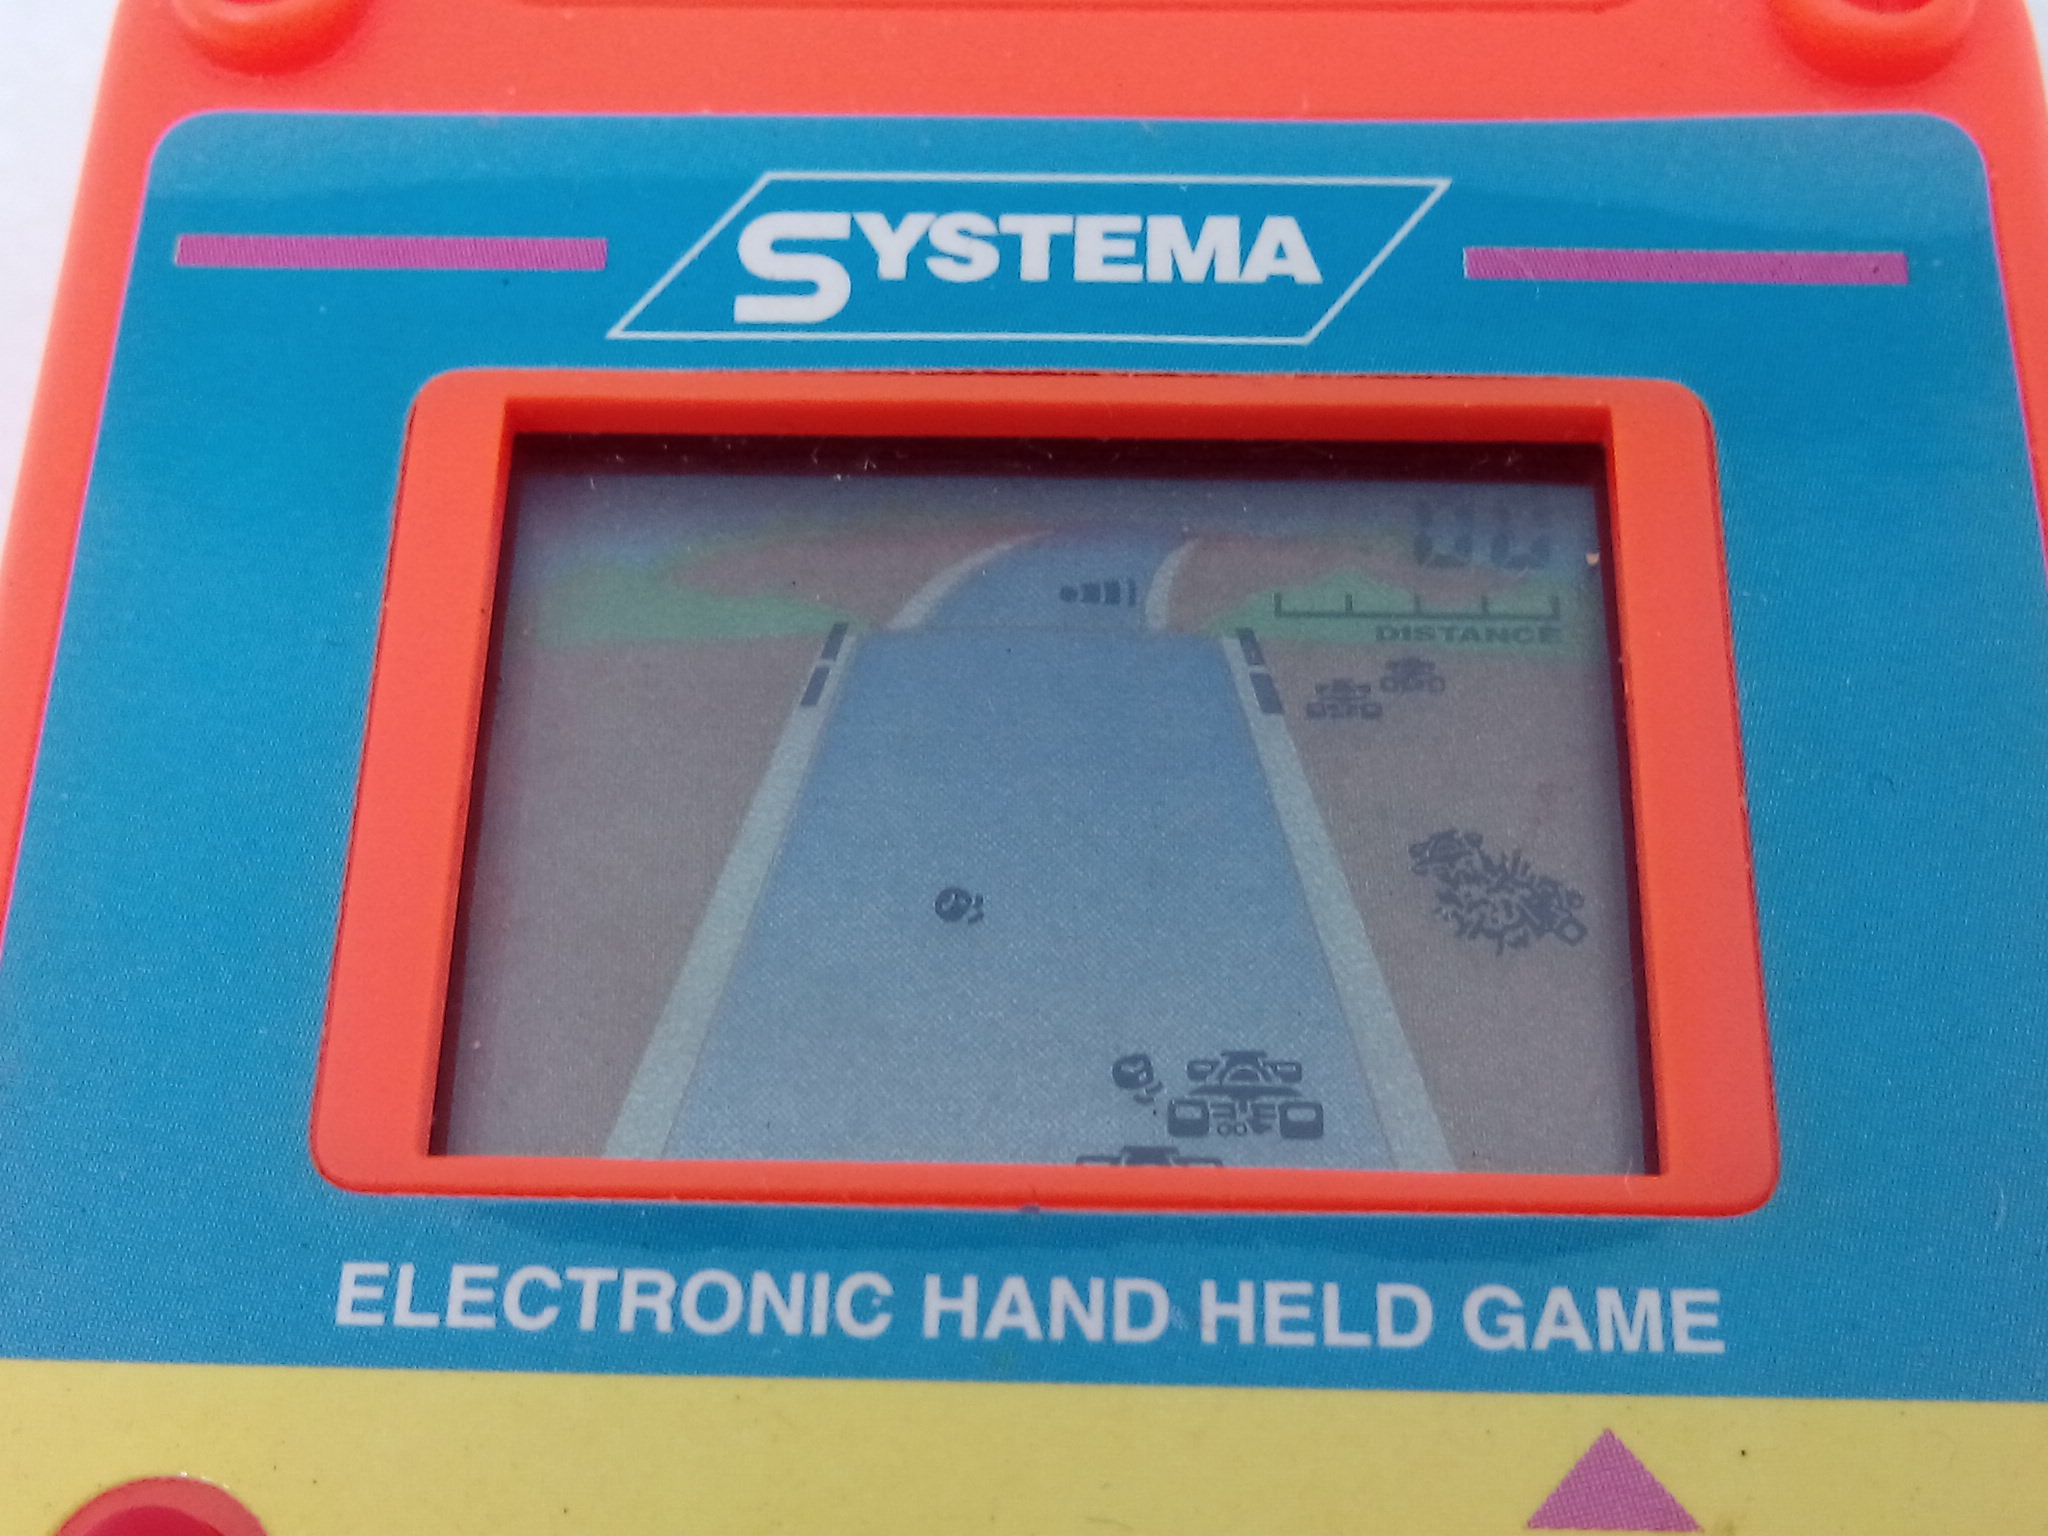 SYSTEMA
DISTANCE
ELECTRONIC HAND HELD GAME